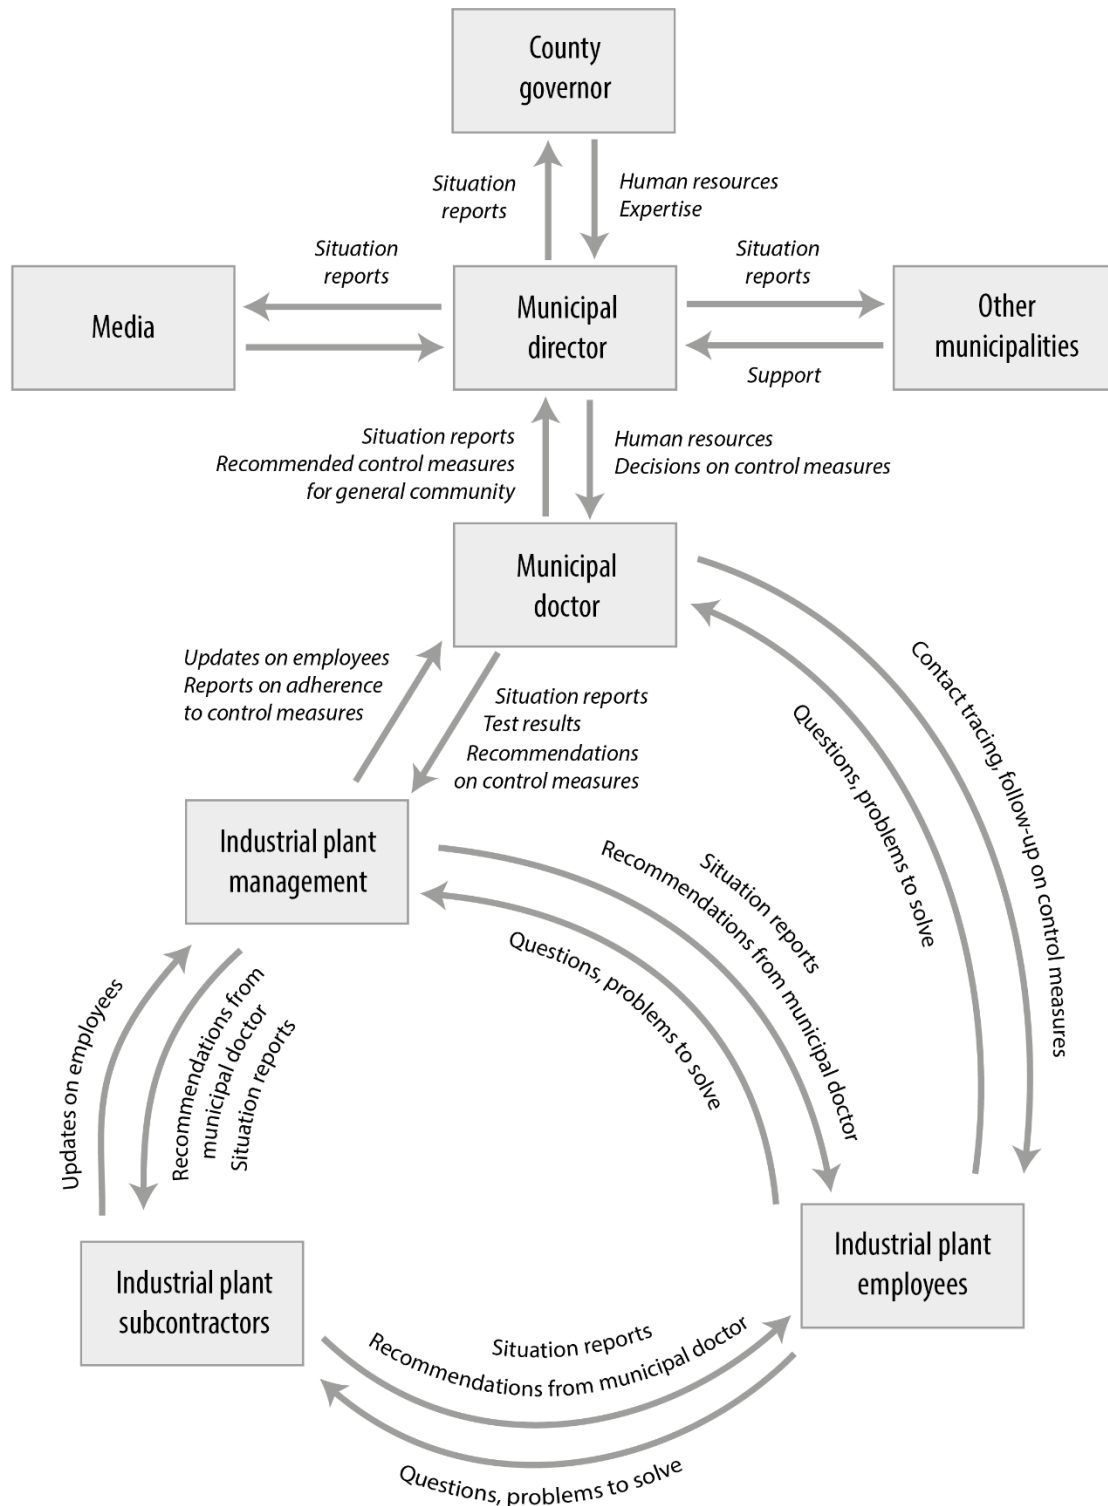 County
governor
Situation
reports
Human resources
Expertise
Situation
reports
Situation
reports
Media
Municipal
director
Other
municipalities
Support
Situation reports
Recommended control measures
for general community
Human resources
Decisions on control measures
Municipal
doctor
Updates on employees
Reports on adherence
to control measures
Situation reports
Test results
Recommendations
on control measures
Contact tracing, follow-up on control measures
Questions, problems to solve
Industrial plant
management
Situation reports
Recommendations from municipal doctor
Questions, problems to solve
Updates on employees
Recommendations from
municipal doctor
Situation reports
Industrial plant
employees
Industrial plant
subcontractors
Situation reports
Recommendations from municipal doctor
Questions, problems to solve